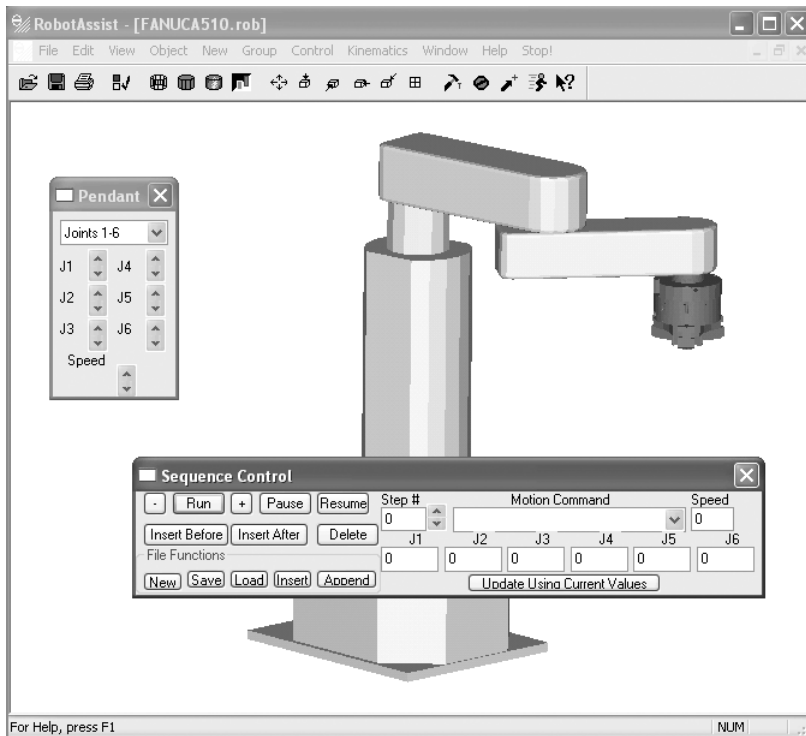 RobotAssist - [FANUCA510.rob]
File Edit View Object New Group Control Kinematics Window Help Stop!
Pendant
Joints 1-6
J1 J4
J2 J5
J3 J6
Speed
Sequence Control
- Run + Pause Resume Step # Motion Command Speed
0 0
Insert Before Insert After Delete
J1 J2 J3 J4 J5 J6
File Functions
0 0 0 0 0 0
New Save Load Insert Append Update Using Current Values
For Help, press F1 NUM